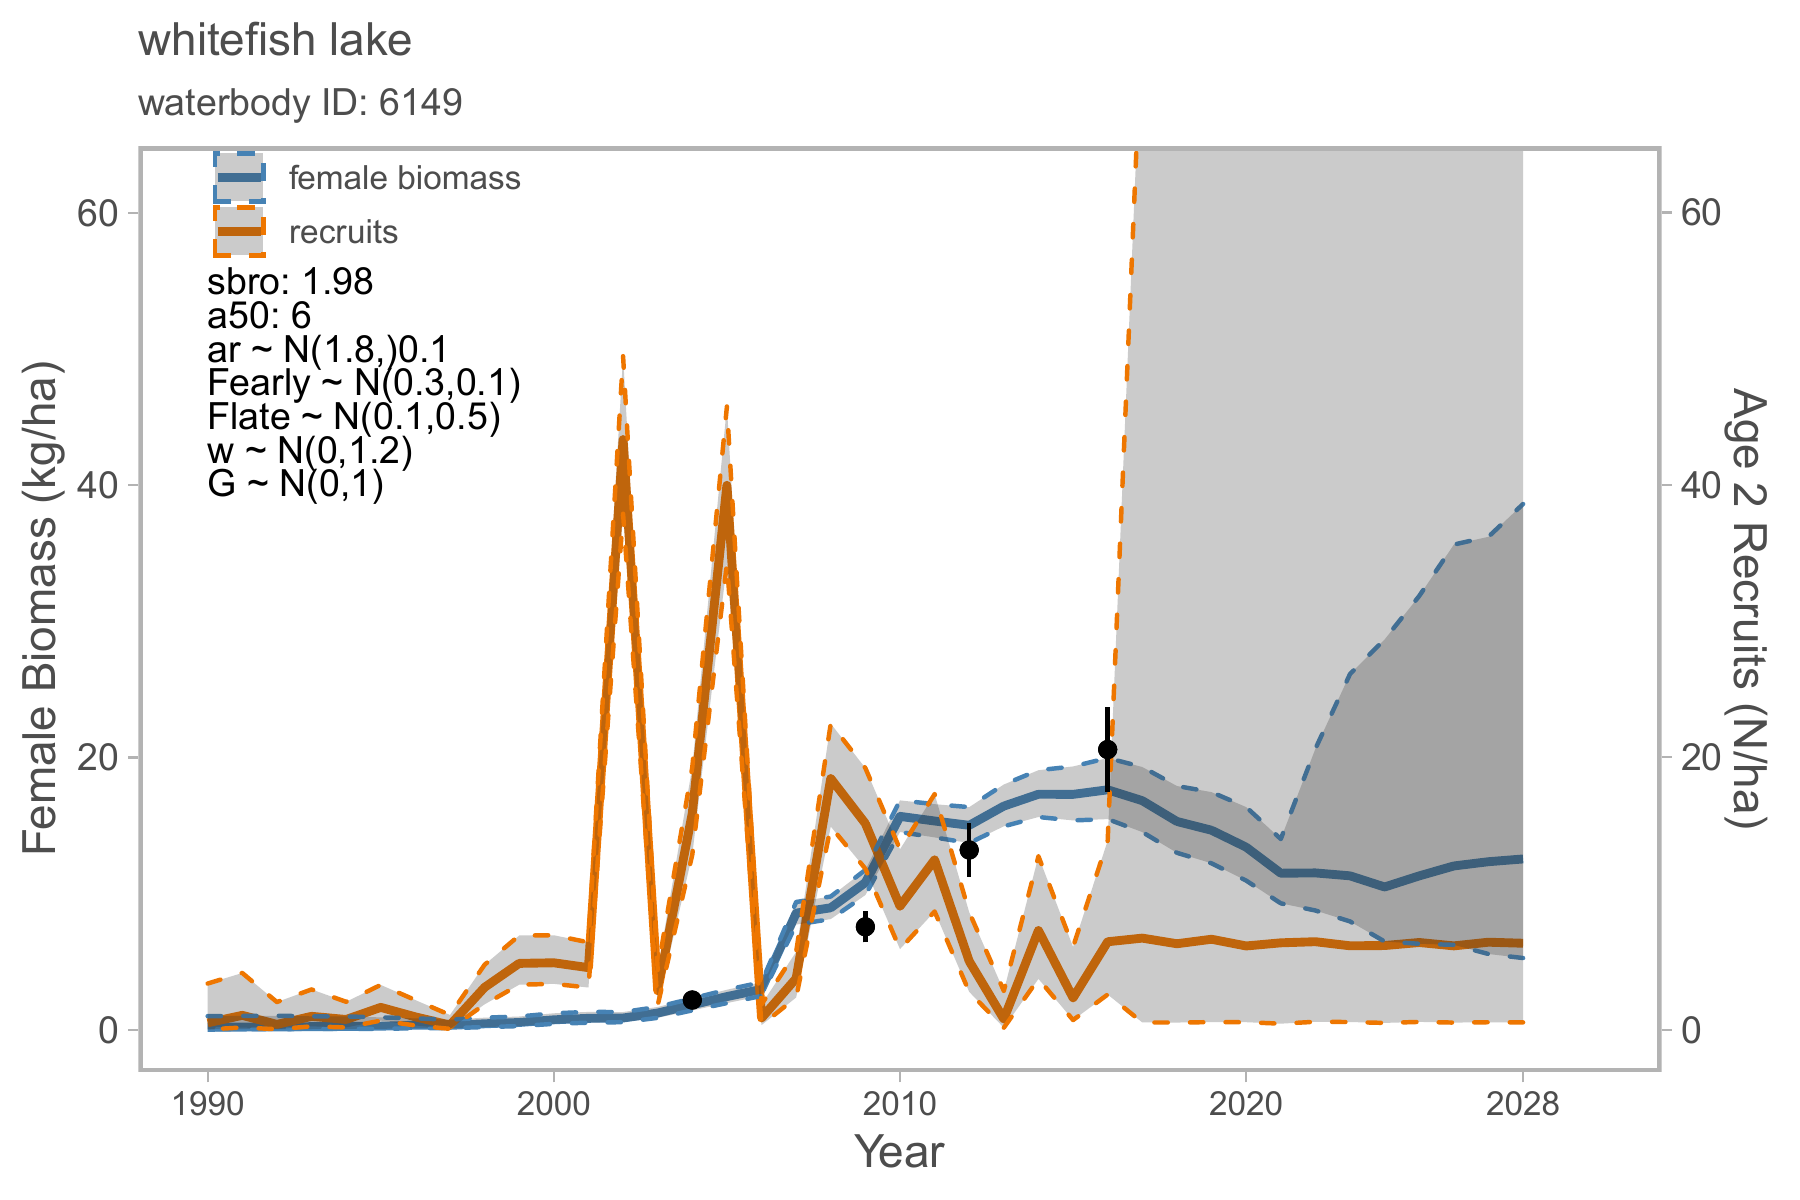 whitefish lake
waterbody ID: 6149
female biomass
recruits
sbro: 1.98
a50: 6
ar ~ N(1.8,)0.1
Fearly ~ N(0.3,0.1)
Flate ~ N(0.1,0.5)
w ~ N(0,1.2)
G ~ N(0,1)
Female Biomass (kg/ha)
60
40
20
0
60
40
20
0
Age 2 Recruits (N/ha)
1990
2000
2010
2020
2028
Year